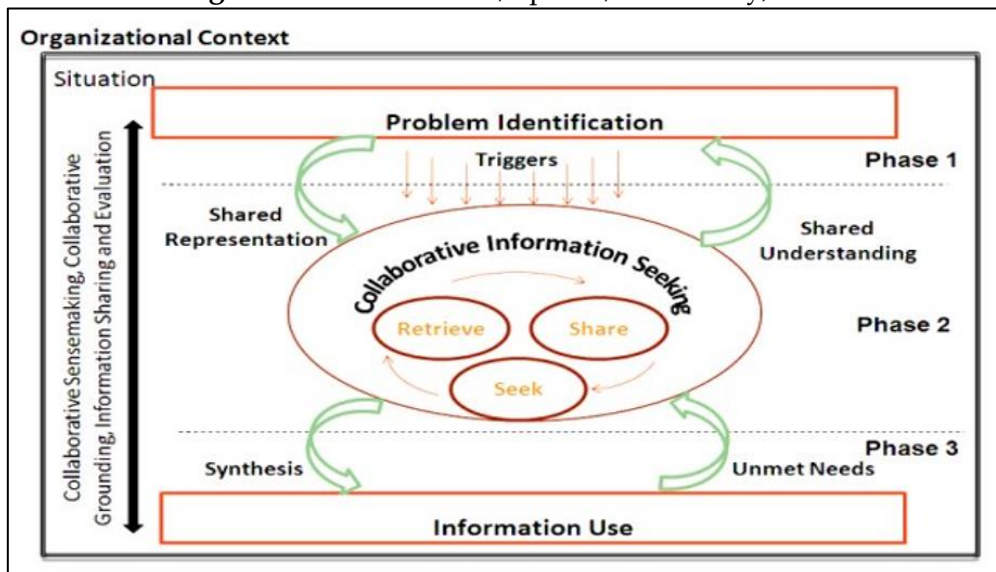 Organizational Context
Situation
Problem Identification
Triggers
Phase 1
Shared
Representation
Shared
Understanding
Collaborative Information Seeking
Retrieve
Share
Seek
Phase 2
Phase 3
Synthesis
Unmet Needs
Information Use
Collaborative Sensemaking, Collaborative
Grounding, Information Sharing and Evaluation